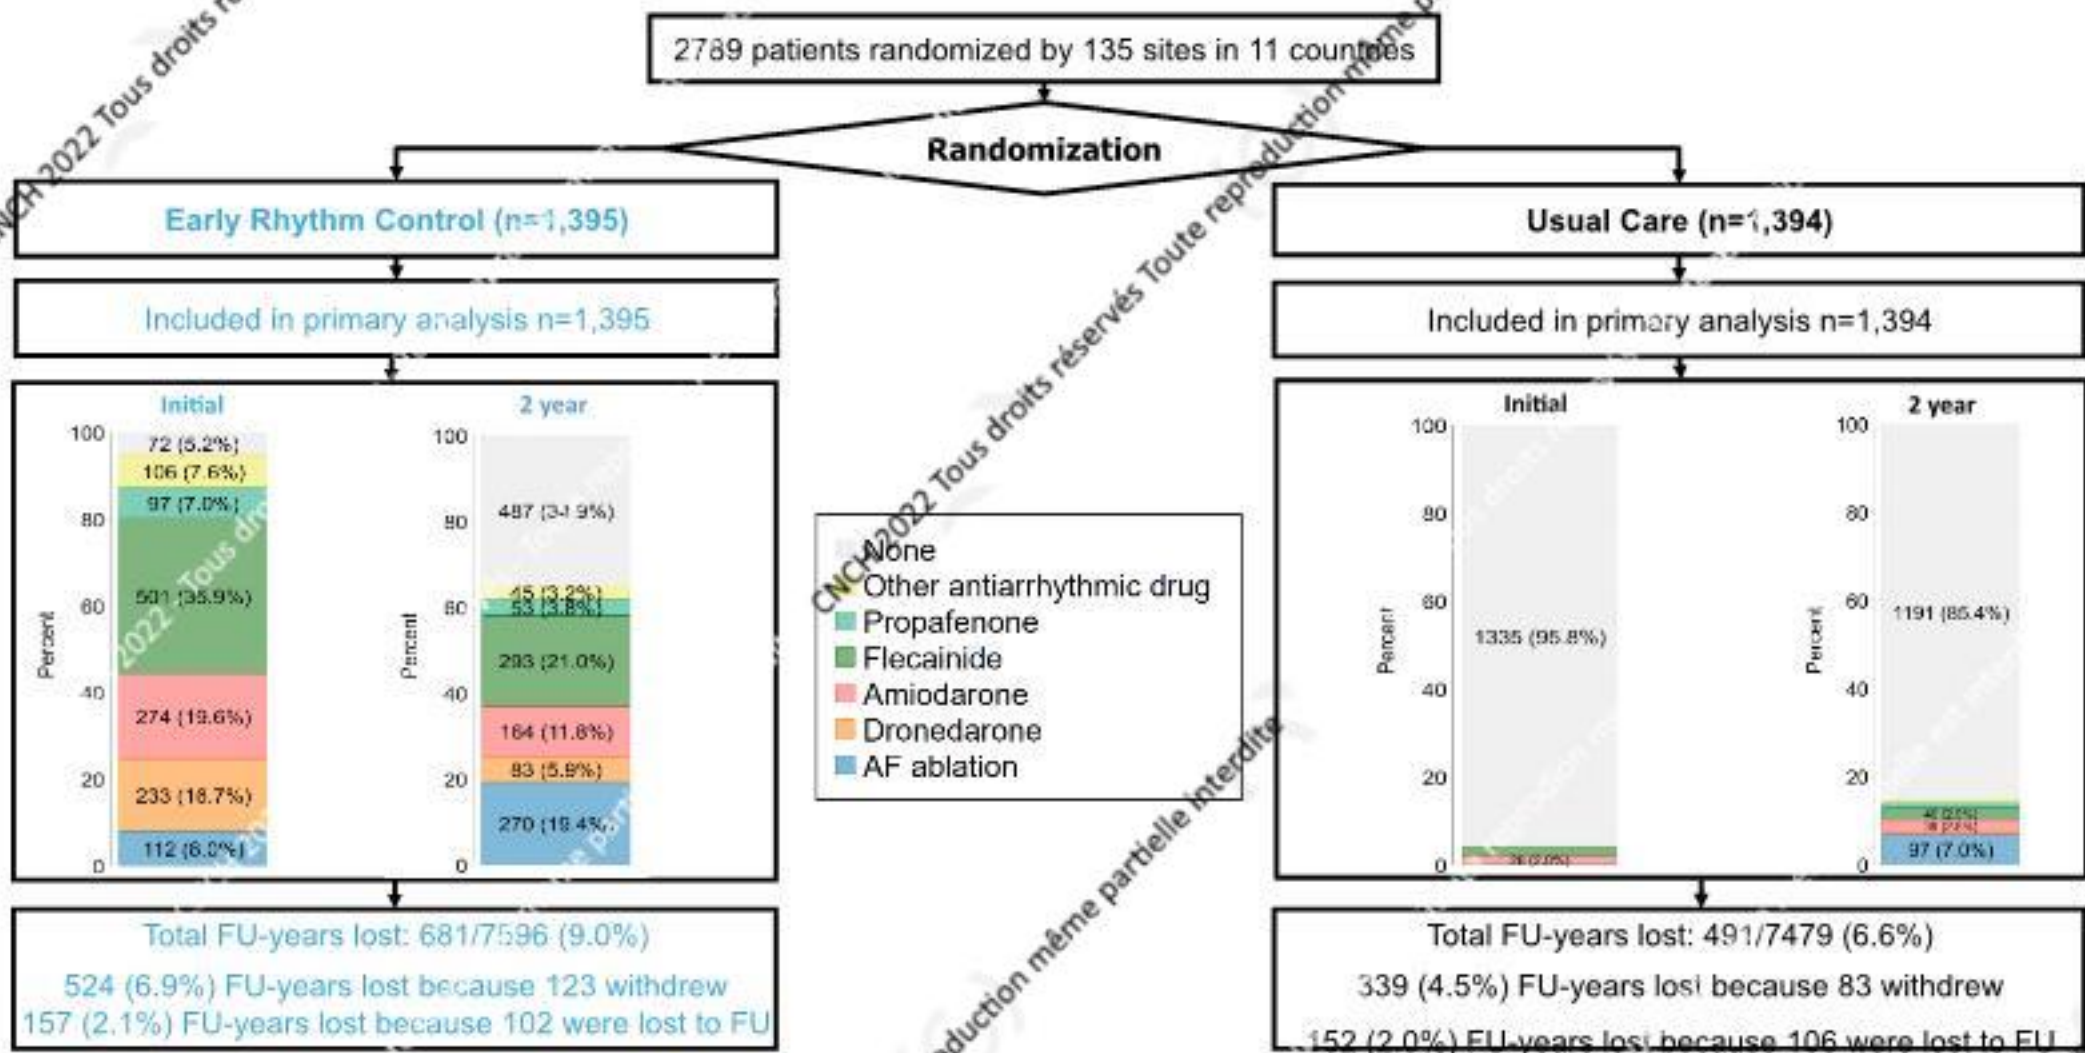 2789 patients randomized by 135 sites in 11 countries
Randomization
Early Rhythm Control (n=1,395)
Included in primary analysis n=1,395
Initial
2 year
Percent
100
80
60
40
20
0
72 (5.2%)
106 (7.6%)
97 (7.0%)
501 (35.9%)
274 (19.6%)
233 (16.7%)
112 (8.0%)
Percent
100
80
60
40
20
0
487 (34.9%)
45 (3.2%)
53 (3.8%)
293 (21.0%)
164 (11.8%)
83 (5.9%)
270 (19.4%)
Total FU-years lost: 681/7596 (9.0%)
524 (6.9%) FU-years lost because 123 withdrew
157 (2.1%) FU-years lost because 102 were lost to FU
None
Other antiarrhythmic drug
Propafenone
Flecainide
Amiodarone
Dronedarone
AF ablation
Usual Care (n=1,394)
Included in primary analysis n=1,394
Initial
2 year
Percent
100
80
60
40
20
0
1335 (95.8%)
Percent
100
80
60
40
20
0
1191 (85.4%)
97 (7.0%)
Total FU-years lost: 491/7479 (6.6%)
339 (4.5%) FU-years lost because 83 withdrew
152 (2.0%) FU-years lost because 106 were lost to FU
CNCH 2022 Tous droits
CNCH 2022 Tous droits réservés Toute reproduction même
même partielle interdite